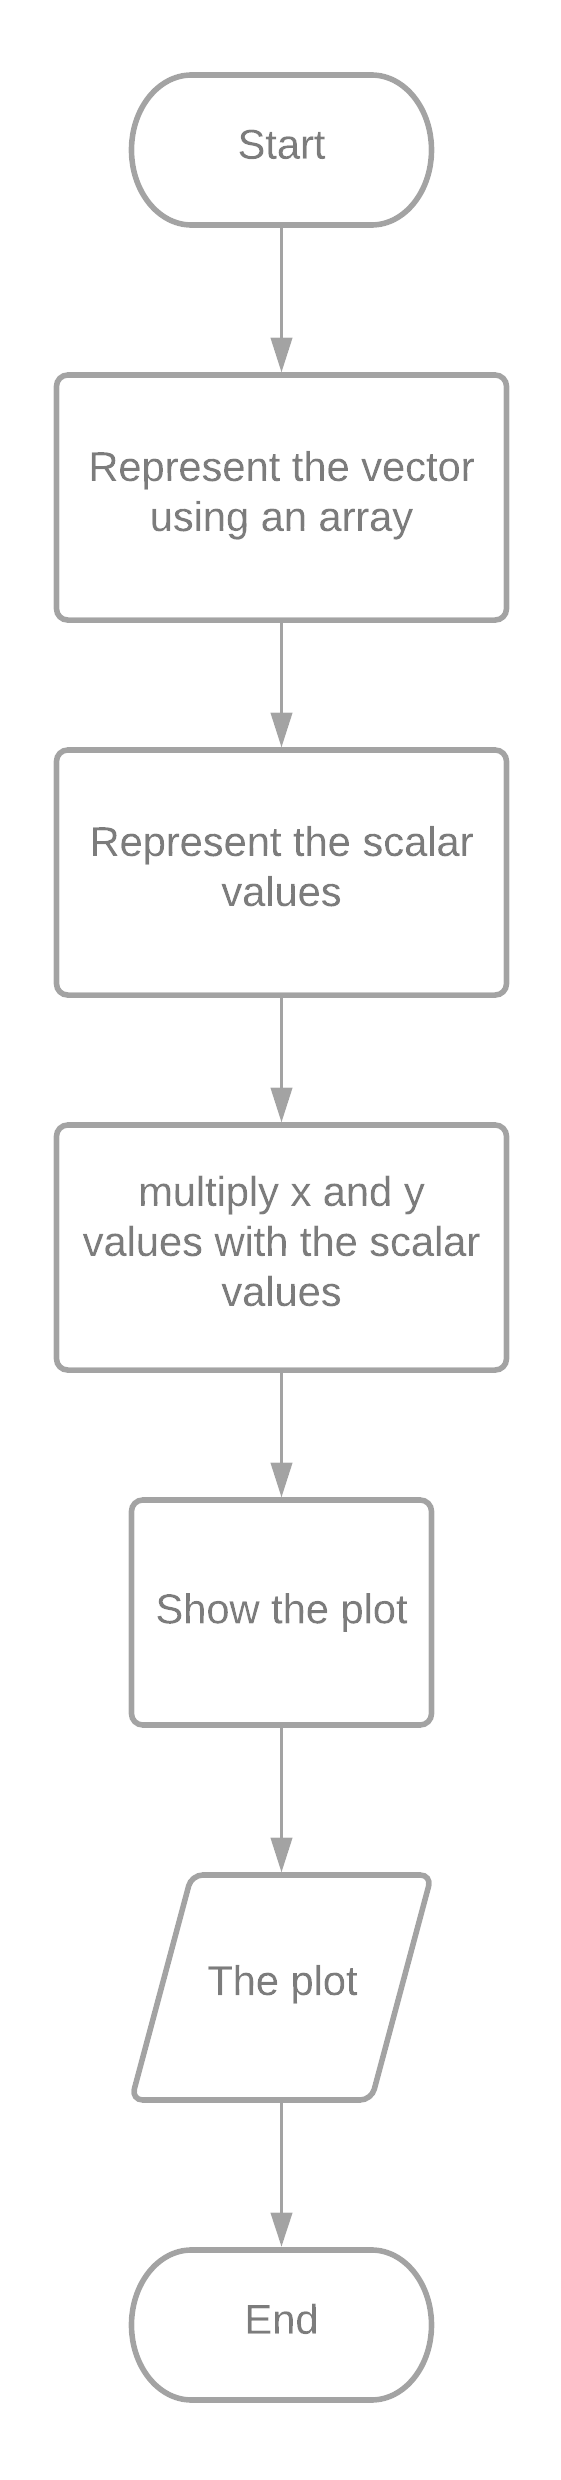 Start
Represent the vector
using an array
Represent the scalar
values
multiply x and y
values with the scalar
values
Show the plot
The plot
End